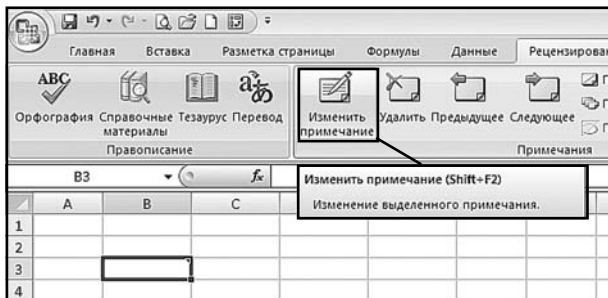 Главная Вставка Разметка страницы Формулы Данные Рецензирован
ABC
Орфография Справочные материалы Тезаурус Перевод Изменить примечание Удалить Предыдущее Следующее
Правописание Примечания
B3 fx
Изменить примечание (Shift+F2)
Изменение выделенного примечания.
A B C
1
2
3
4